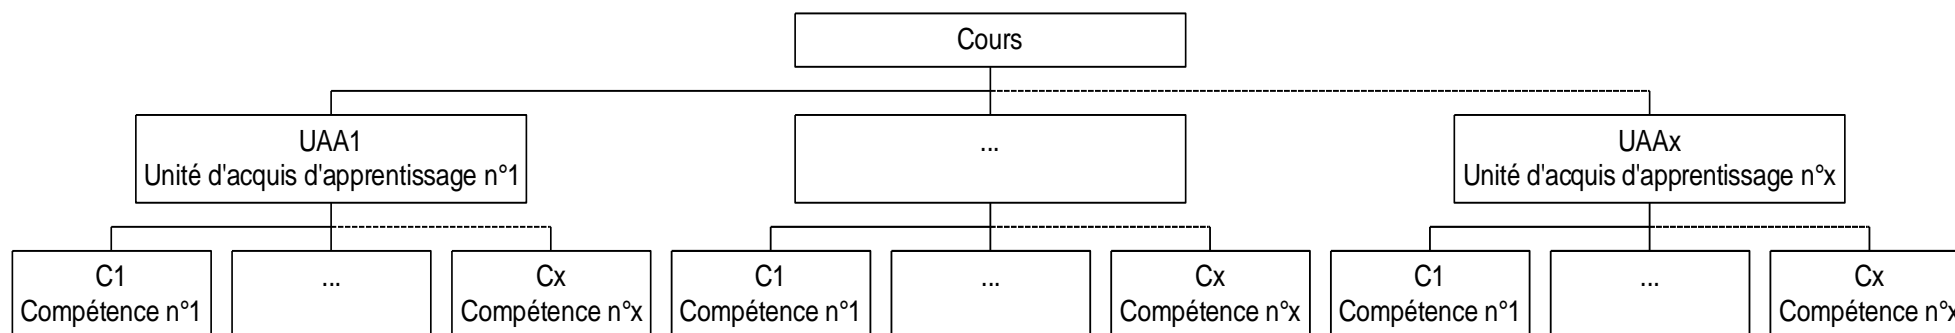 Cours
UAA1
Unité d'acquis d'apprentissage n°1
...
UAAx
Unité d'acquis d'apprentissage n°x
C1
Compétence n°1
...
Cx
Compétence n°x
C1
Compétence n°1
...
Cx
Compétence n°x
C1
Compétence n°1
...
Cx
Compétence n°x